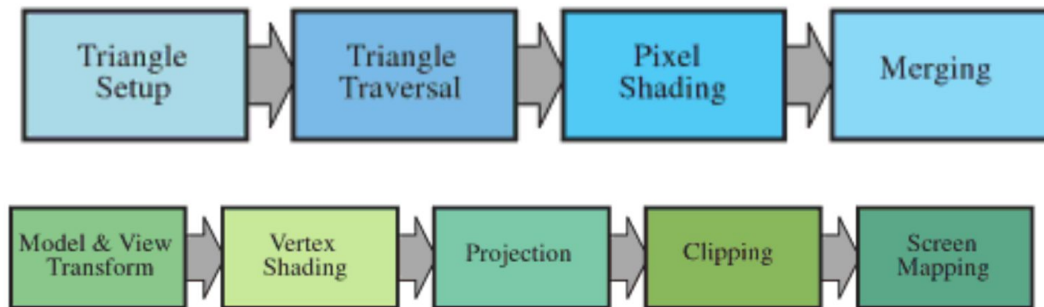 Triangle
Setup
Triangle
Traversal
Pixel
Shading
Merging
Model & View
Transform
Vertex
Shading
Projection
Clipping
Screen
Mapping